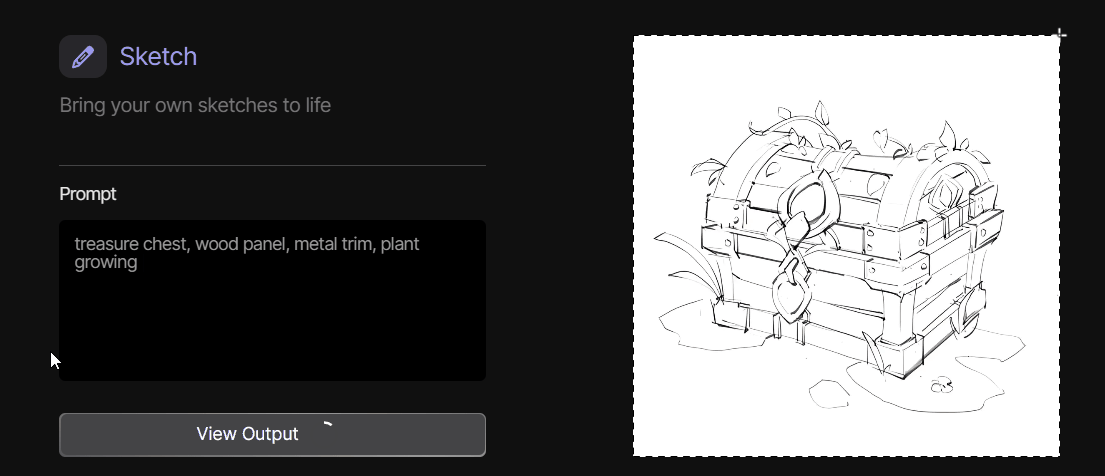 Sketch
Bring your own sketches to life
Prompt
treasure chest, wood panel, metal trim, plant
growing
View Output